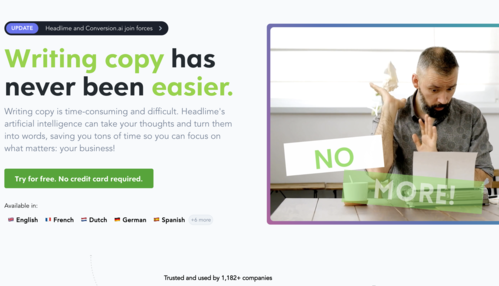 UPDATE Headlime and Conversion.ai join forces >
Writing copy has
never been easier.
Writing copy is time-consuming and difficult. Headlime's
artificial intelligence can take your thoughts and turn them
into words, saving you tons of time so you can focus on
what matters: your business!
Try for free. No credit card required.
Available in:
English French Dutch German Spanish +6 more
NO
MORE!
Trusted and used by 1,182+ companies